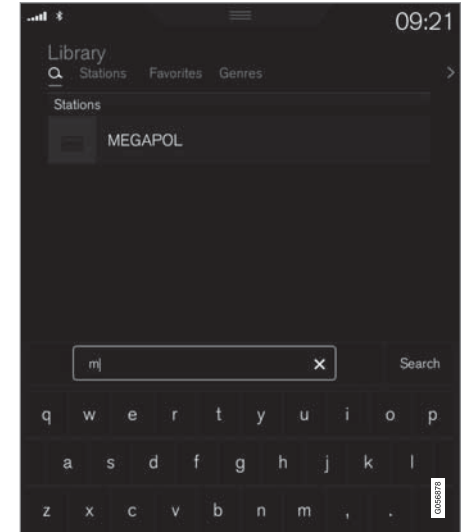 09:21
Library
Stations Favorites Genres >
Stations
MEGAPOL
m ×
Search
q w e r t y u i o p
a s d f g h j k l
z x c v b n m , .
G056878